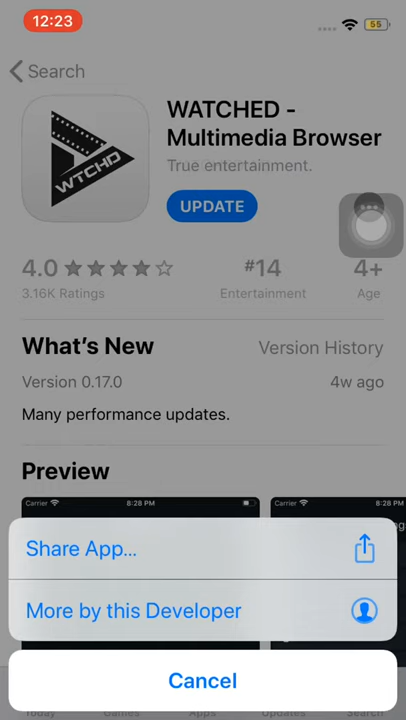 12:23
55
Search
WTCHD
WATCHED -
Multimedia Browser
True entertainment.
UPDATE
4.0
#14
4+
3.16K Ratings
Entertainment
Age
What's New
Version History
Version 0.17.0
4w ago
Many performance updates.
Preview
Carrier
8:28 PM
Carrier
8:28 PM
Share App...
More by this Developer
Cancel
Today
Games
Apps
Updates
Search